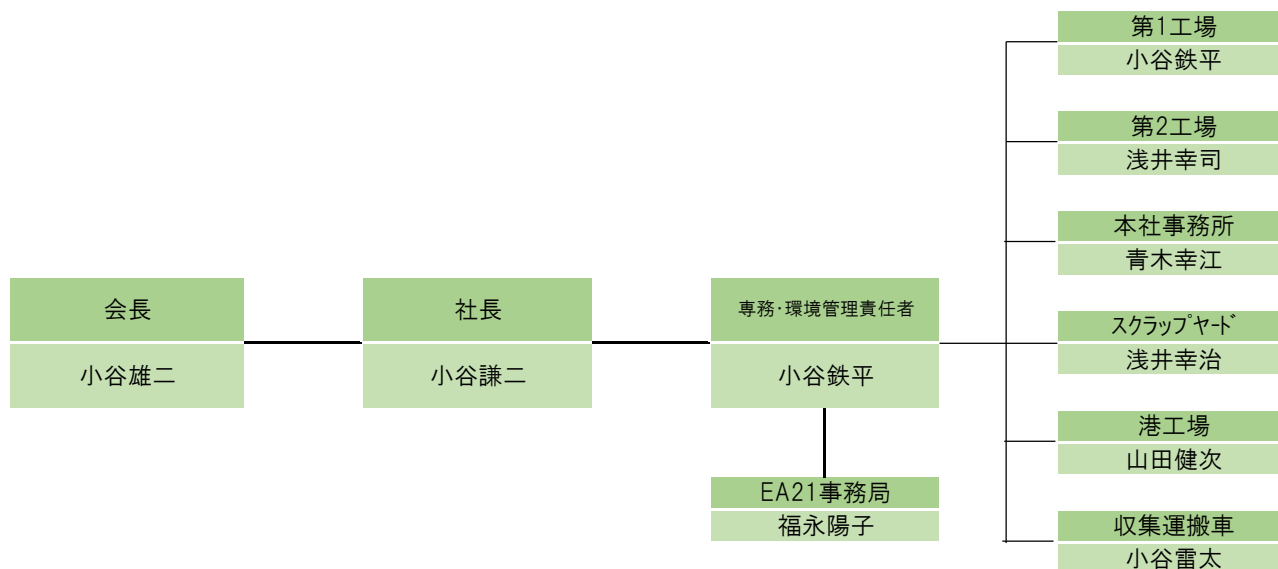 会長
小谷雄二
社長
小谷謙二
専務・環境管理責任者
小谷鉄平
EA21事務局
福永陽子
第1工場
小谷鉄平
第2工場
浅井幸司
本社事務所
青木幸江
ｽｸﾗｯﾌﾟﾔｰﾄﾞ
浅井幸治
港工場
山田健次
収集運搬車
小谷雷太